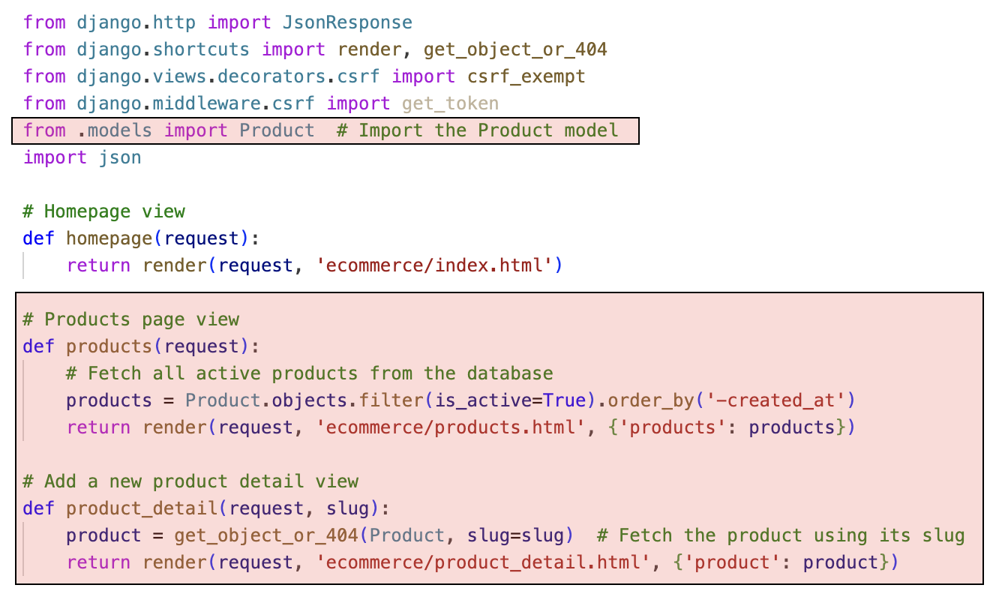 from django.http import JsonResponse
from django.shortcuts import render, get_object_or_404
from django.views.decorators.csrf import csrf_exempt
from django.middleware.csrf import get_token
from .models import Product  # Import the Product model
import json

# Homepage view
def homepage(request):
    return render(request, 'ecommerce/index.html')

# Products page view
def products(request):
    # Fetch all active products from the database
    products = Product.objects.filter(is_active=True).order_by('-created_at')
    return render(request, 'ecommerce/products.html', {'products': products})

# Add a new product detail view
def product_detail(request, slug):
    product = get_object_or_404(Product, slug=slug)  # Fetch the product using its slug
    return render(request, 'ecommerce/product_detail.html', {'product': product})